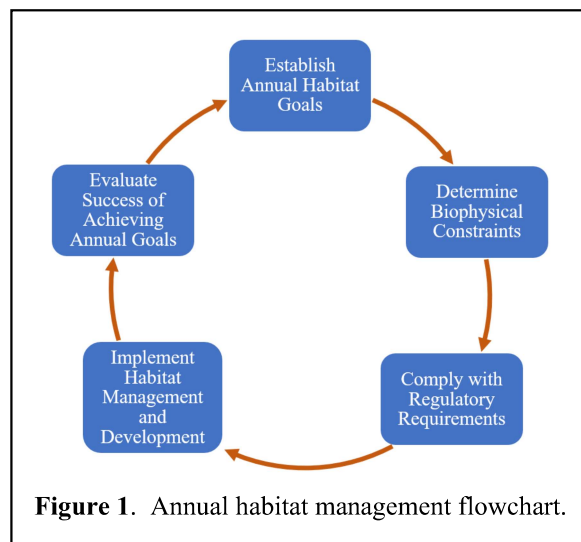 Establish
Annual Habitat
Goals
Determine
Biophysical
Constraints
Comply with
Regulatory
Requirements
Implement
Habitat
Management
and
Development
Evaluate
Success of
Achieving
Annual Goals
Figure 1.  Annual habitat management flowchart.